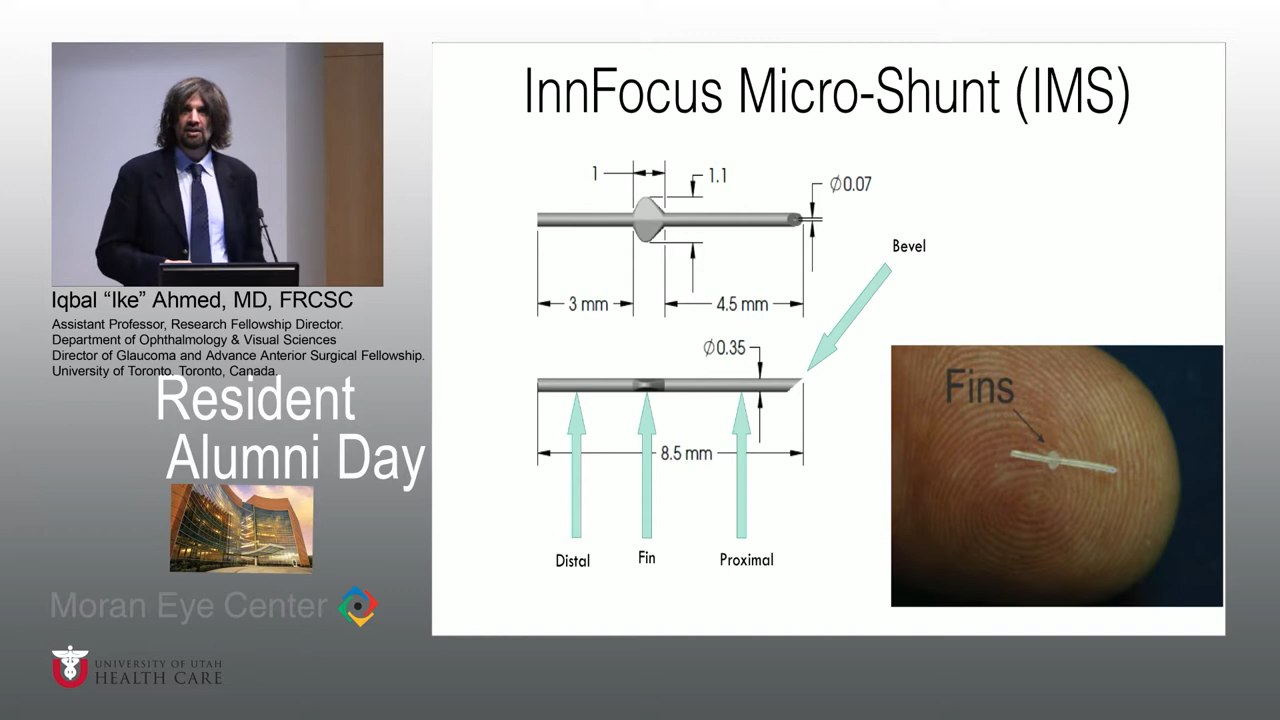 InnFocus Micro-Shunt (IMS)
1
1.1
Ø0.07
Bevel
3 mm
4.5 mm
Ø0.35
8.5 mm
Distal
Fin
Proximal
Fins
Iqbal “Ike” Ahmed, MD, FRCSC
Assistant Professor, Research Fellowship Director.
Department of Ophthalmology & Visual Sciences
Director of Glaucoma and Advance Anterior Surgical Fellowship.
University of Toronto, Toronto, Canada.
Resident
Alumni Day
Moran Eye Center
U
UNIVERSITY OF UTAH
HEALTH CARE